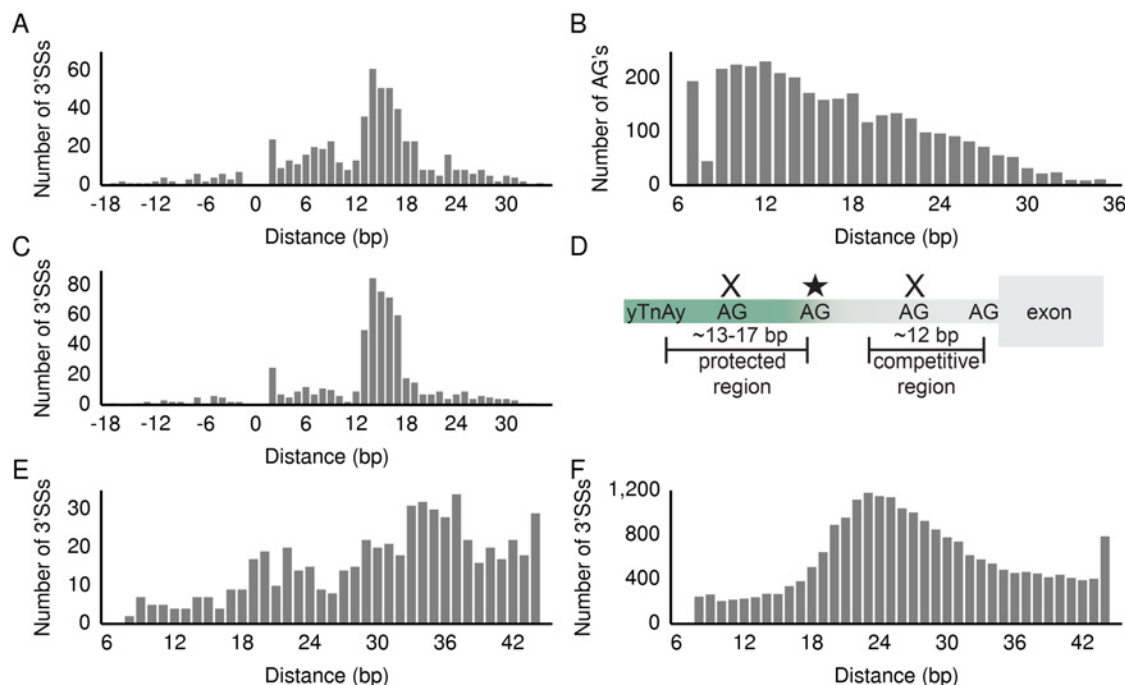 A
Number of 3'SSs
60
40
20
0
-18 -12 -6 0 6 12 18 24 30
Distance (bp)
B
Number of AG's
200
100
0
6 12 18 24 30 36
Distance (bp)
C
Number of 3'SSs
80
60
40
20
0
-18 -12 -6 0 6 12 18 24 30
Distance (bp)
D
X ★ X
yTnAy AG AG AG AG exon
~13-17 bp ~12 bp
protected competitive
region region
E
Number of 3'SSs
30
20
10
0
6 12 18 24 30 36 42
Distance (bp)
F
Number of 3'SSs
1,200
800
400
0
6 12 18 24 30 36 42
Distance (bp)